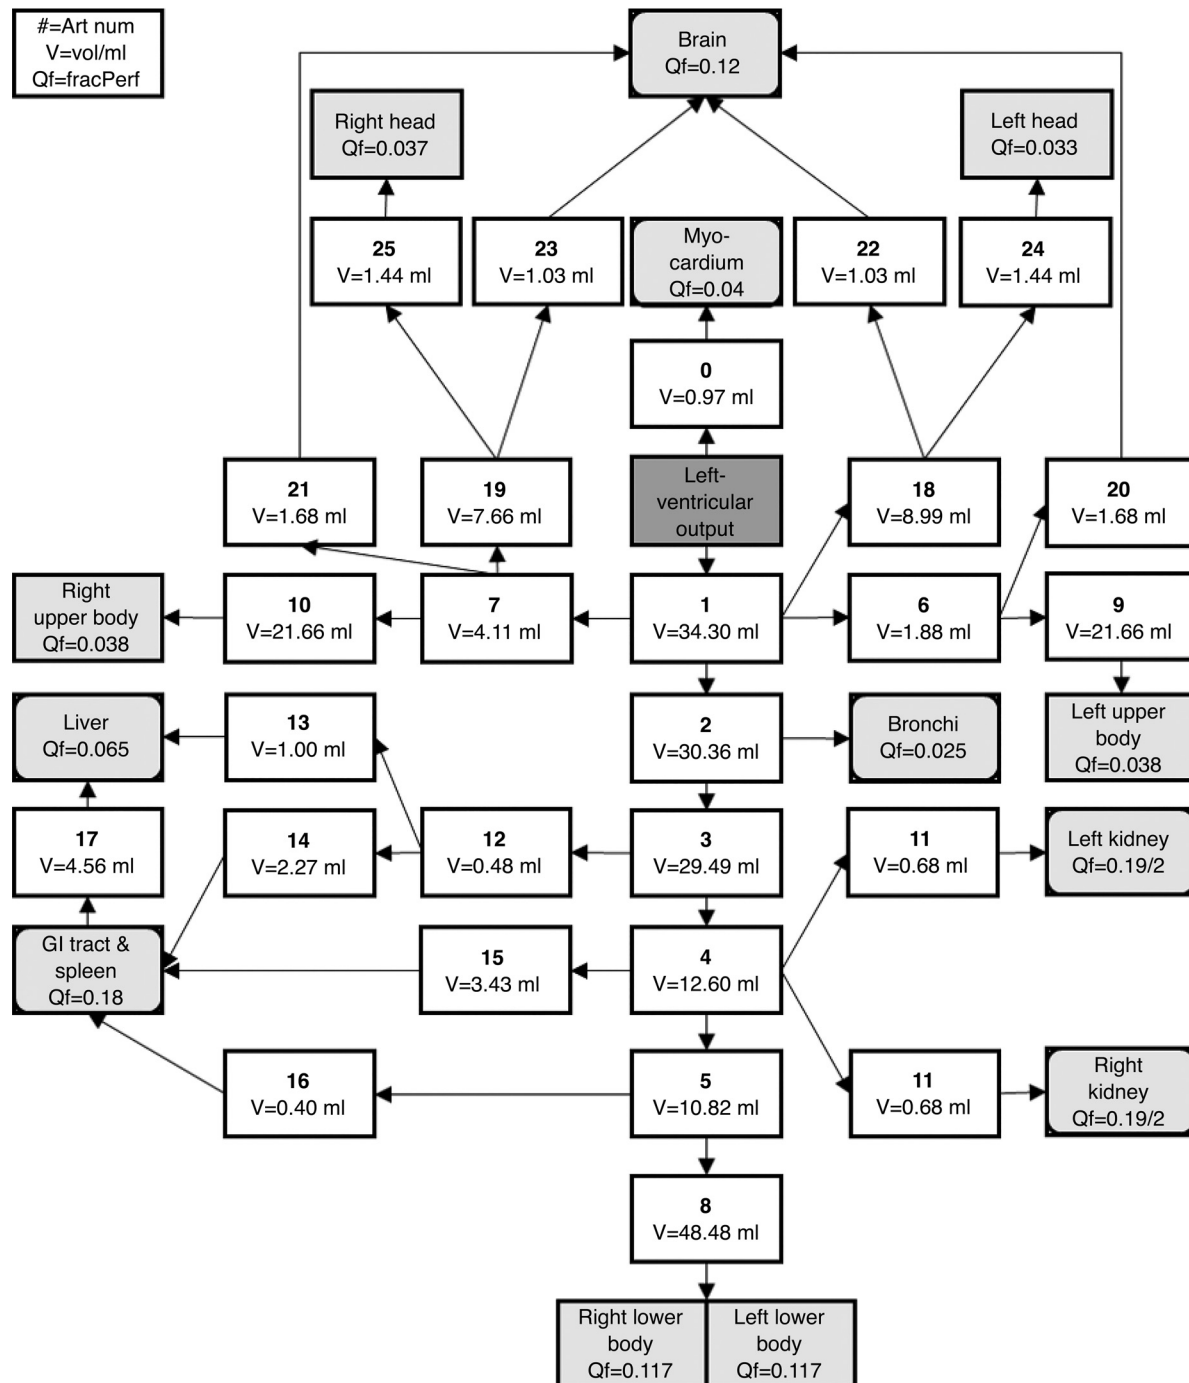 #=Art num
V=vol/ml
Qf=fracPerf
Brain
Qf=0.12
Right head
Qf=0.037
Left head
Qf=0.033
25
V=1.44 ml
23
V=1.03 ml
Myo-
cardium
Qf=0.04
22
V=1.03 ml
24
V=1.44 ml
0
V=0.97 ml
21
V=1.68 ml
19
V=7.66 ml
Left-
ventricular
output
18
V=8.99 ml
20
V=1.68 ml
Right
upper body
Qf=0.038
10
V=21.66 ml
7
V=4.11 ml
1
V=34.30 ml
6
V=1.88 ml
9
V=21.66 ml
Liver
Qf=0.065
13
V=1.00 ml
2
V=30.36 ml
Bronchi
Qf=0.025
Left upper
body
Qf=0.038
17
V=4.56 ml
14
V=2.27 ml
12
V=0.48 ml
3
V=29.49 ml
11
V=0.68 ml
Left kidney
Qf=0.19/2
GI tract &
spleen
Qf=0.18
15
V=3.43 ml
4
V=12.60 ml
16
V=0.40 ml
5
V=10.82 ml
11
V=0.68 ml
Right
kidney
Qf=0.19/2
8
V=48.48 ml
Right lower
body
Qf=0.117
Left lower
body
Qf=0.117